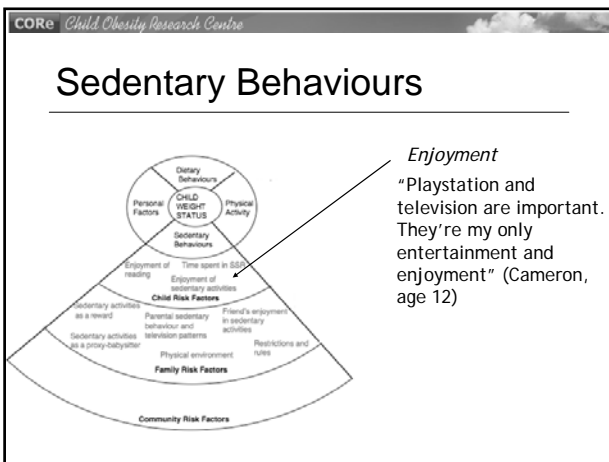 CORe Child Obesity Research Centre
Sedentary Behaviours
Enjoyment
"Playstation and
television are important.
They're my only
entertainment and
enjoyment" (Cameron,
age 12)
Dietary
Behaviours
Personal
Factors
CHILD
WEIGHT
STATUS
Physical
Activity
Sedentary
Behaviours
Enjoyment of
reading
Time spent in SSR
Enjoyment of
sedentary activities
Child Risk Factors
Sedentary activities
as a reward
Parental sedentary
behaviour and
television patterns
Friend's enjoyment
in sedentary
activities
Sedentary activities
as a proxy-babysitter
Physical environment
Restrictions and
rules
Family Risk Factors
Community Risk Factors